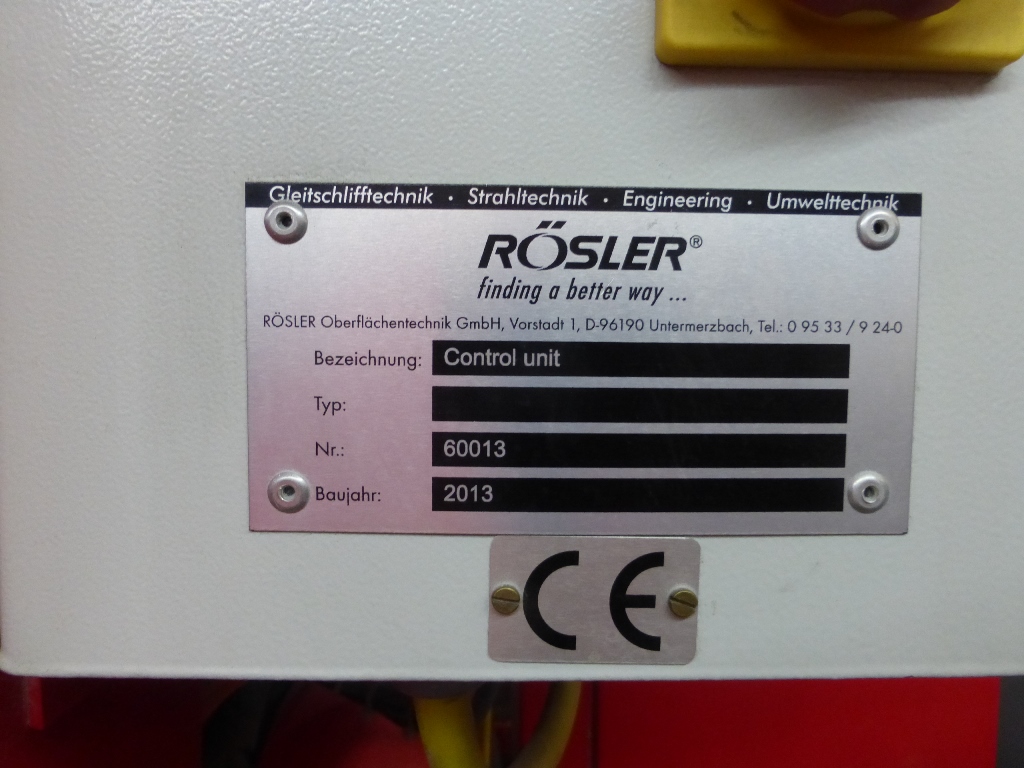 Gleitschlifftechnik · Strahltechnik · Engineering · Umwelttechnik
RÖSLER®
finding a better way ...
RÖSLER Oberflächentechnik GmbH, Vorstadt 1, D-96190 Untermerzbach, Tel.: 0 95 33 / 9 24-0
Bezeichnung: Control unit
Typ:
Nr.: 60013
Baujahr: 2013
CE